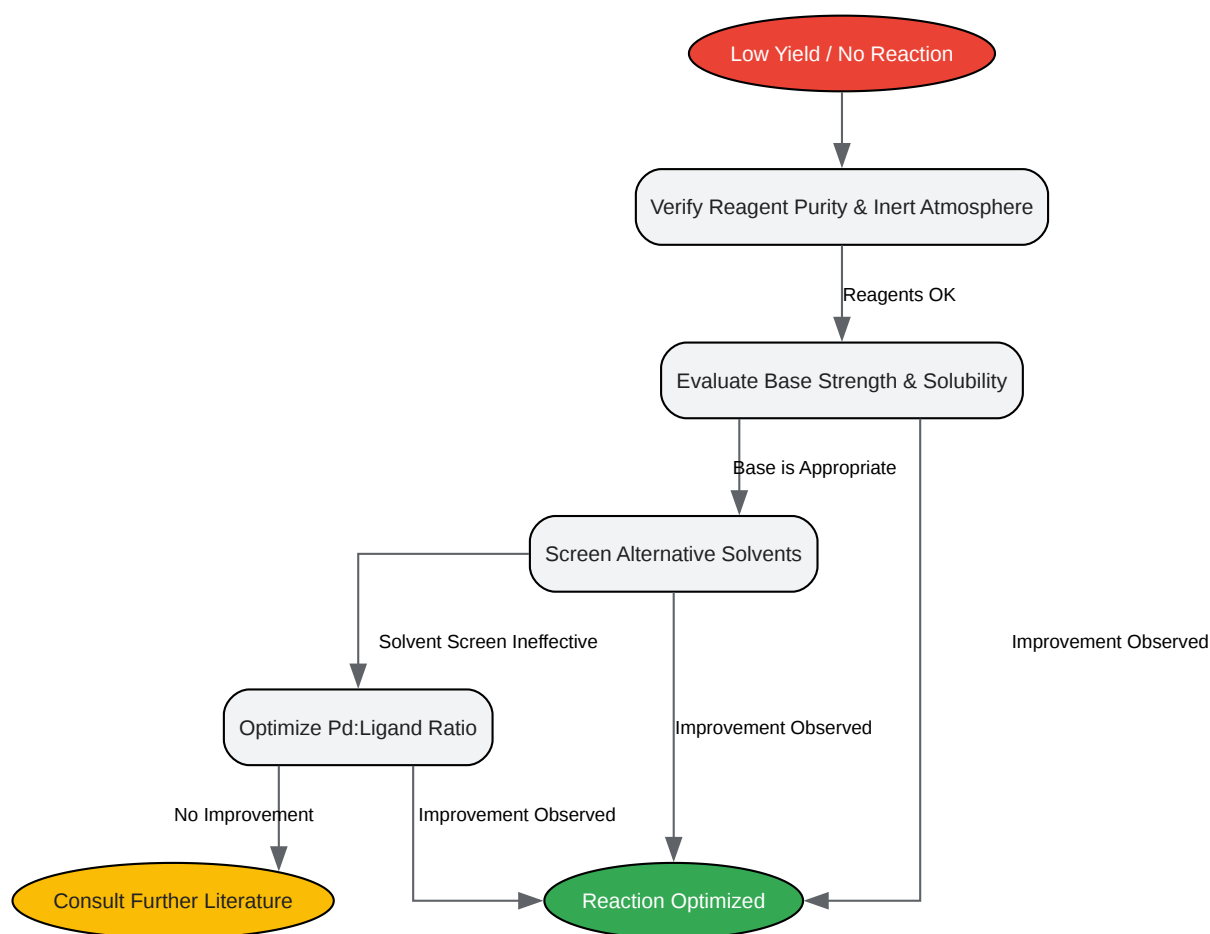 Low Yield / No Reaction
Verify Reagent Purity & Inert Atmosphere
Reagents OK
Evaluate Base Strength & Solubility
Base is Appropriate
Screen Alternative Solvents
Solvent Screen Ineffective
Improvement Observed
Optimize Pd:Ligand Ratio
Improvement Observed
No Improvement
Improvement Observed
Consult Further Literature
Reaction Optimized